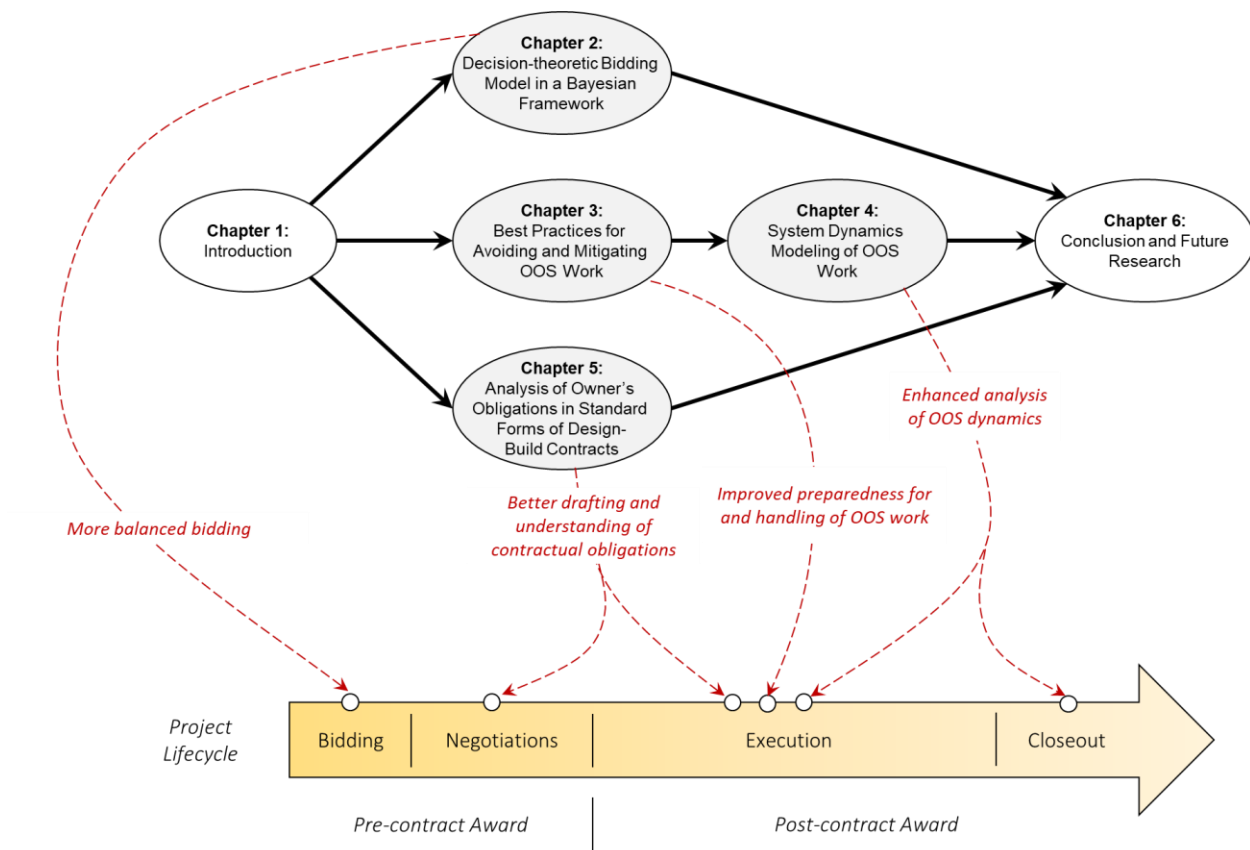 Chapter 2:
Decision-theoretic Bidding
Model in a Bayesian
Framework
Chapter 1:
Introduction
Chapter 3:
Best Practices for
Avoiding and Mitigating
OOS Work
Chapter 4:
System Dynamics
Modeling of OOS
Work
Chapter 6:
Conclusion and Future
Research
Chapter 5:
Analysis of Owner's
Obligations in Standard
Forms of Design-
Build Contracts
Enhanced analysis
of OOS dynamics
More balanced bidding
Better drafting and
understanding of
contractual obligations
Improved preparedness for
and handling of OOS work
Project
Lifecycle
Bidding
Negotiations
Execution
Closeout
Pre-contract Award
Post-contract Award